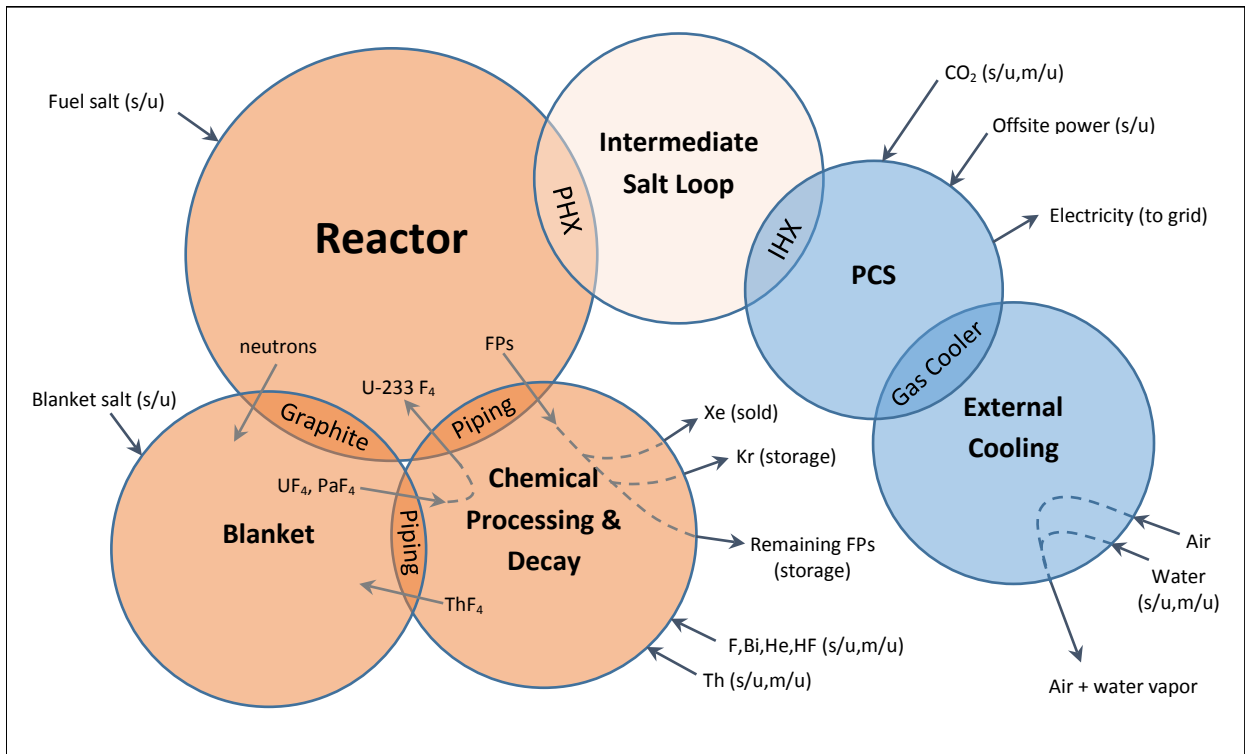 Fuel salt (s/u)
Reactor
PHX
Intermediate
Salt Loop
IHX
CO₂ (s/u,m/u)
Offsite power (s/u)
Electricity (to grid)
PCS
Gas Cooler
External
Cooling
Air
Water
(s/u,m/u)
Air + water vapor
neutrons
FPs
U-233 F₄
Blanket salt (s/u)
Graphite
Piping
Xe (sold)
Kr (storage)
UF₄, PaF₄
Chemical
Processing &
Decay
Blanket
Piping
Remaining FPs
(storage)
ThF₄
F,Bi,He,HF (s/u,m/u)
Th (s/u,m/u)